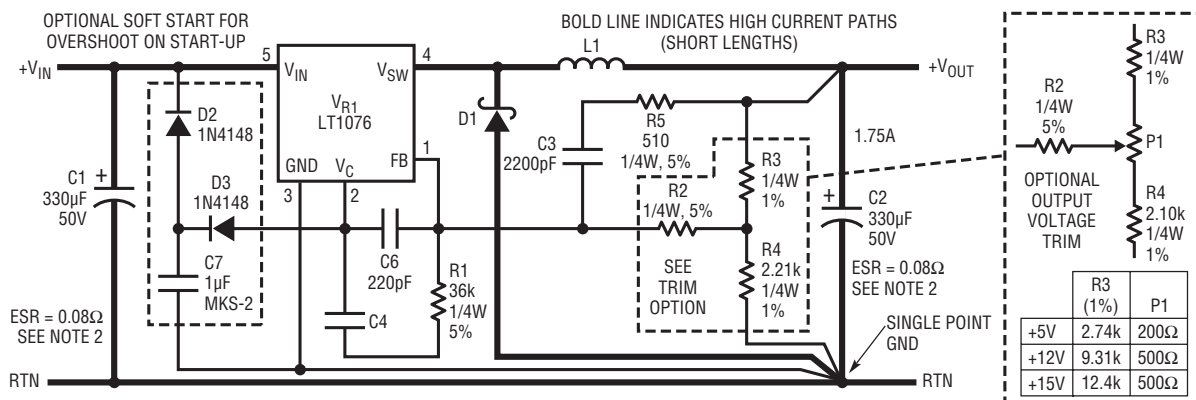 OPTIONAL SOFT START FOR
OVERSHOOT ON START-UP
BOLD LINE INDICATES HIGH CURRENT PATHS
(SHORT LENGTHS)
+VIN
5
VIN
VSW
4
L1
+VOUT
VR1
LT1076
GND
VC
FB
3
2
1
D2
1N4148
D3
1N4148
C1
330µF
50V
+
C7
1µF
MKS-2
ESR = 0.08Ω
SEE NOTE 2
RTN
C6
220pF
C4
R1
36k
1/4W
5%
D1
C3
2200pF
R5
510
1/4W, 5%
R2
1/4W, 5%
R3
1/4W
1%
R4
2.21k
1/4W
1%
SEE
TRIM
OPTION
1.75A
+
C2
330µF
50V
ESR = 0.08Ω
SEE NOTE 2
SINGLE POINT
GND
RTN
R3
1/4W
1%
R2
1/4W
5%
P1
OPTIONAL
OUTPUT
VOLTAGE
TRIM
R4
2.10k
1/4W
1%
R3
(1%) P1
+5V 2.74k 200Ω
+12V 9.31k 500Ω
+15V 12.4k 500Ω